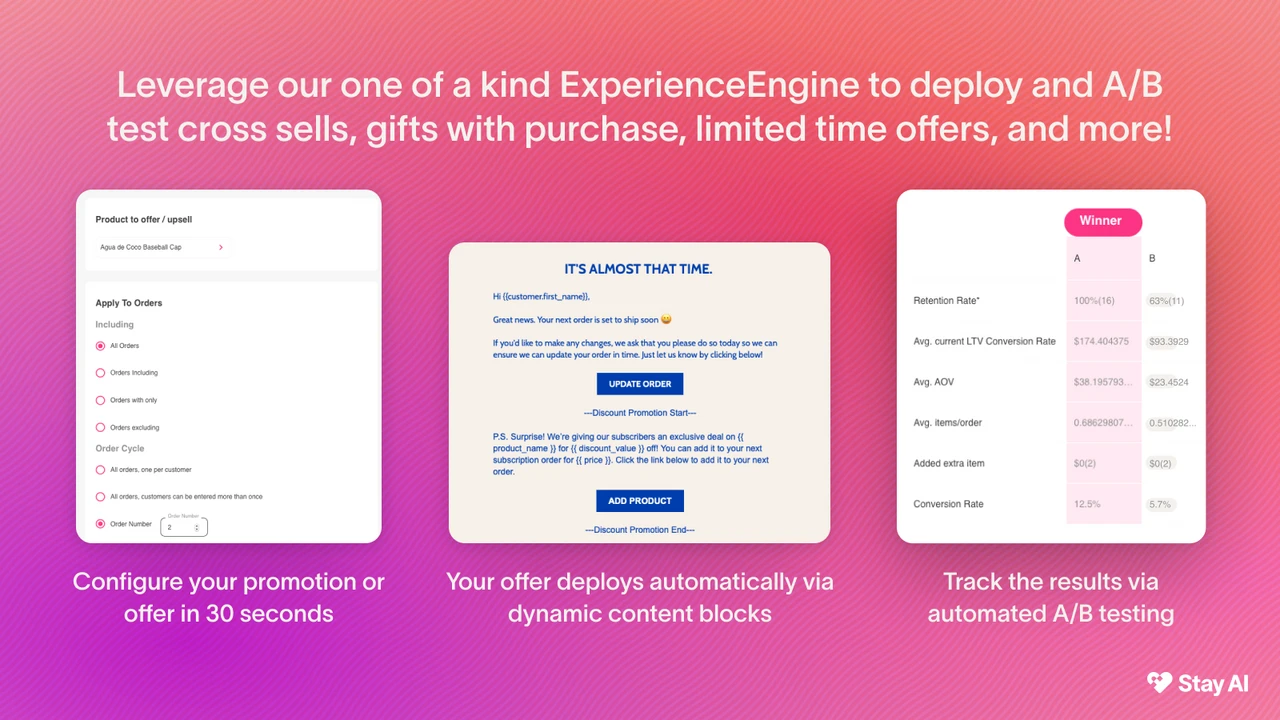 Leverage our one of a kind ExperienceEngine to deploy and A/B
test cross sells, gifts with purchase, limited time offers, and more!
Product to offer / upsell
Agua de Coco Baseball Cap
Apply To Orders
Including
All Orders
Orders Including
Orders with only
Orders excluding
Order Cycle
All orders, one per customer
All orders, customers can be entered more than once
Order Number
Order Number
2
Configure your promotion or
offer in 30 seconds
IT'S ALMOST THAT TIME.
Hi {{customer.first_name}},
Great news. Your next order is set to ship soon 😀
If you'd like to make any changes, we ask that you please do so today so we can
ensure we can update your order in time. Just let us know by clicking below!
UPDATE ORDER
---Discount Promotion Start---
P.S. Surprise! We're giving our subscribers an exclusive deal on {{
product_name }} for {{ discount_value }} off! You can add it to your next
subscription order for {{ price }}. Click the link below to add it to your next
order.
ADD PRODUCT
---Discount Promotion End---
Your offer deploys automatically via
dynamic content blocks
Winner
A B
Retention Rate* 100%(16) 63%(11)
Avg. current LTV Conversion Rate $174.404375 $93.3929
Avg. AOV $38.195793... $23.4524
Avg. items/order 0.68629807... 0.510282...
Added extra item $0(2) $0(2)
Conversion Rate 12.5% 5.7%
Track the results via
automated A/B testing
Stay AI